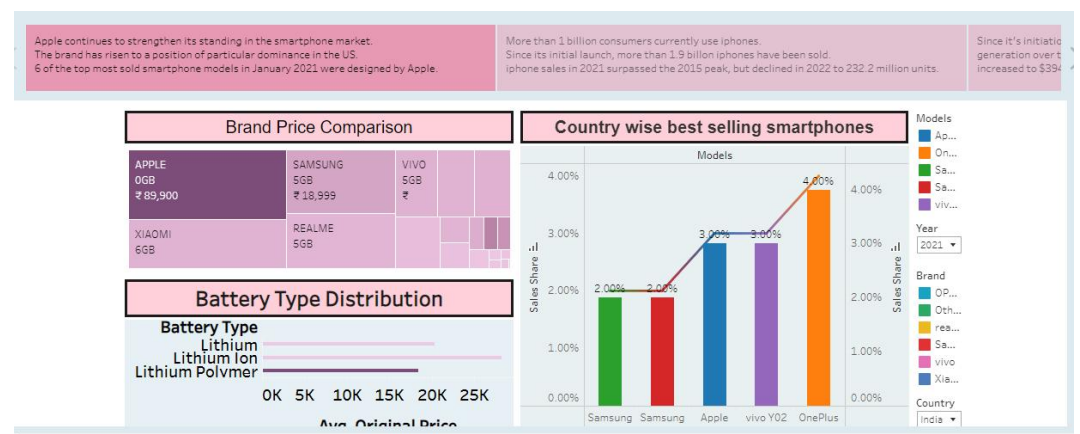 Apple continues to strengthen its standing in the smartphone market.
The brand has risen to a position of particular dominance in the US.
6 of the top most sold smartphone models in January 2021 were designed by Apple.
More than 1 billion consumers currently use iphones.
Since its initial launch, more than 1.9 billon iphones have been sold.
iphone sales in 2021 surpassed the 2015 peak, but declined in 2022 to 232.2 million units.
Since it's initiatio
generation over t
increased to $394
Brand Price Comparison
APPLE
0GB
₹ 89,900
SAMSUNG
5GB
₹ 18,999
VIVO
5GB
₹
XIAOMI
6GB
REALME
5GB
Battery Type Distribution
Battery Type
Lithium
Lithium Ion
Lithium Polymer
0K 5K 10K 15K 20K 25K
Avg. Original Price
Country wise best selling smartphones
Models
4.00%
3.00%
2.00%
1.00%
0.00%
Sales Share
2.00%
2.00%
3.00%
3.00%
4.00%
4.00%
3.00%
2.00%
1.00%
0.00%
Sales Share
Samsung Samsung Apple vivo Y02 OnePlus
Models
Ap...
On...
Sa...
Sa...
viv...
Year
2021
Brand
OP...
Oth...
rea...
Sa...
vivo
Xia...
Country
India